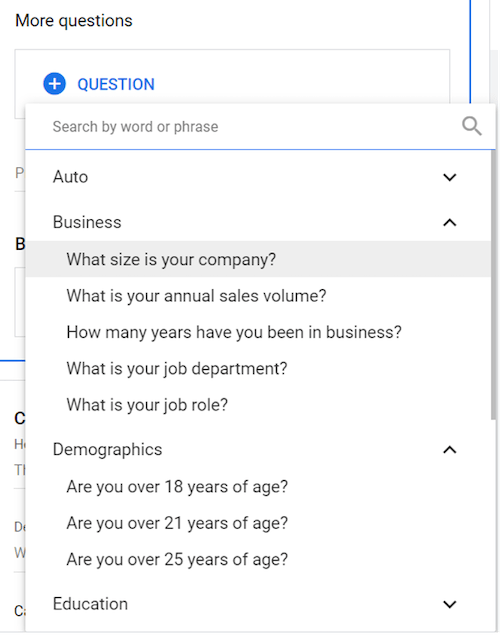 More questions
QUESTION
Search by word or phrase
Auto
Business
What size is your company?
What is your annual sales volume?
How many years have you been in business?
What is your job department?
What is your job role?
Demographics
Are you over 18 years of age?
Are you over 21 years of age?
Are you over 25 years of age?
Education